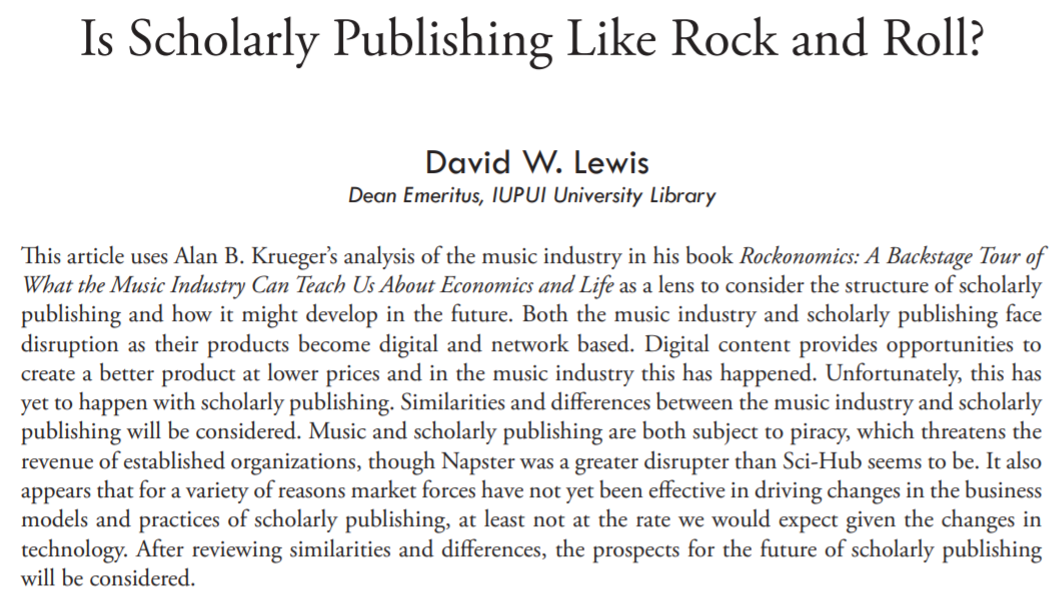 Is Scholarly Publishing Like Rock and Roll?
David W. Lewis
Dean Emeritus, IUPUI University Library
This article uses Alan B. Krueger’s analysis of the music industry in his book Rockonomics: A Backstage Tour of
What the Music Industry Can Teach Us About Economics and Life as a lens to consider the structure of scholarly
publishing and how it might develop in the future. Both the music industry and scholarly publishing face
disruption as their products become digital and network based. Digital content provides opportunities to
create a better product at lower prices and in the music industry this has happened. Unfortunately, this has
yet to happen with scholarly publishing. Similarities and differences between the music industry and scholarly
publishing will be considered. Music and scholarly publishing are both subject to piracy, which threatens the
revenue of established organizations, though Napster was a greater disrupter than Sci-Hub seems to be. It also
appears that for a variety of reasons market forces have not yet been effective in driving changes in the business
models and practices of scholarly publishing, at least not at the rate we would expect given the changes in
technology. After reviewing similarities and differences, the prospects for the future of scholarly publishing
will be considered.